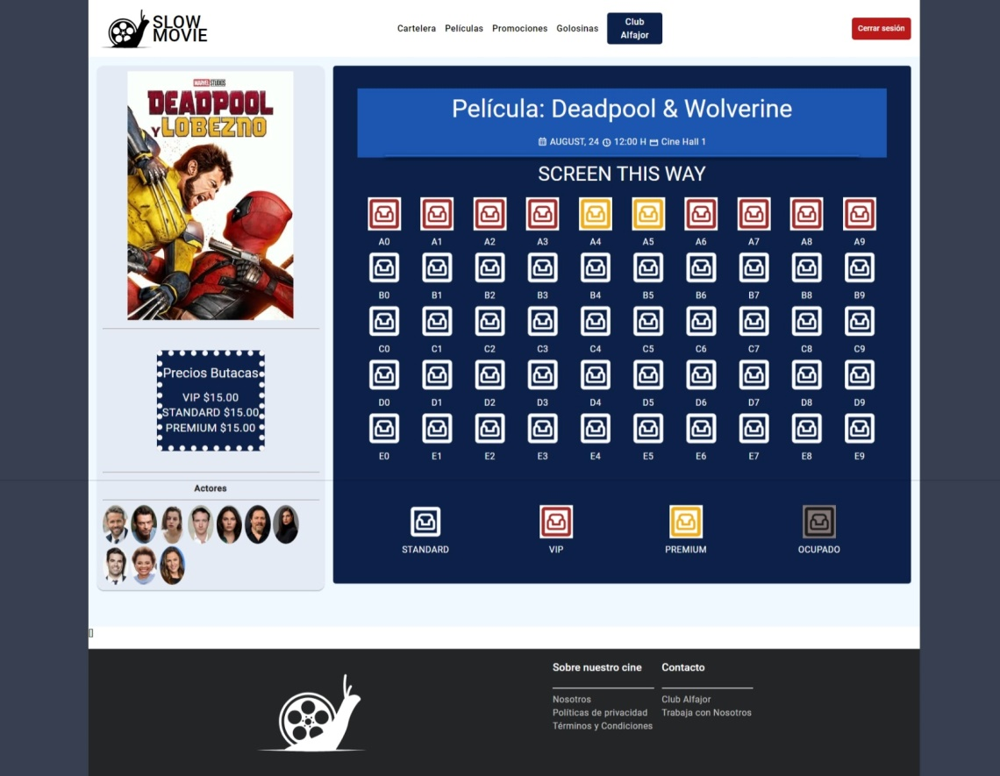 SLOW
MOVIE
Cartelera Películas Promociones Golosinas Club
Alfajor
Cerrar sesión
MARVEL STUDIOS
DEADPOOL
Y LOBEZNO
Precios Butacas
VIP $15.00
STANDARD $15.00
PREMIUM $15.00
Actores
Película: Deadpool & Wolverine
AUGUST, 24 12:00 H Cine Hall 1
SCREEN THIS WAY
A0 A1 A2 A3 A4 A5 A6 A7 A8 A9
B0 B1 B2 B3 B4 B5 B6 B7 B8 B9
C0 C1 C2 C3 C4 C5 C6 C7 C8 C9
D0 D1 D2 D3 D4 D5 D6 D7 D8 D9
E0 E1 E2 E3 E4 E5 E6 E7 E8 E9
STANDARD VIP PREMIUM OCUPADO
[]
Sobre nuestro cine
Nosotros
Políticas de privacidad
Términos y Condiciones
Contacto
Club Alfajor
Trabaja con Nosotros